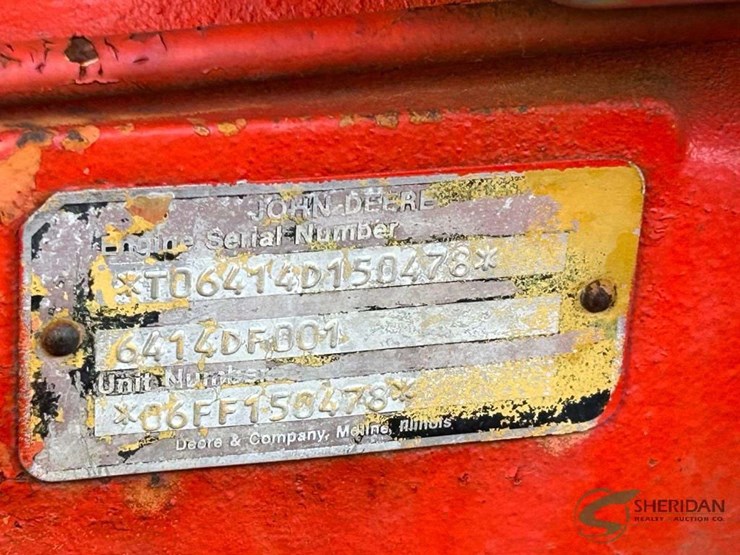 JOHN DEERE
Engine Serial Number
*T06414D150478*
6414DF001
Unit Number
*06FF150478*
Deere & Company, Moline, Illinois
SHERIDAN
REALTY · AUCTION CO.